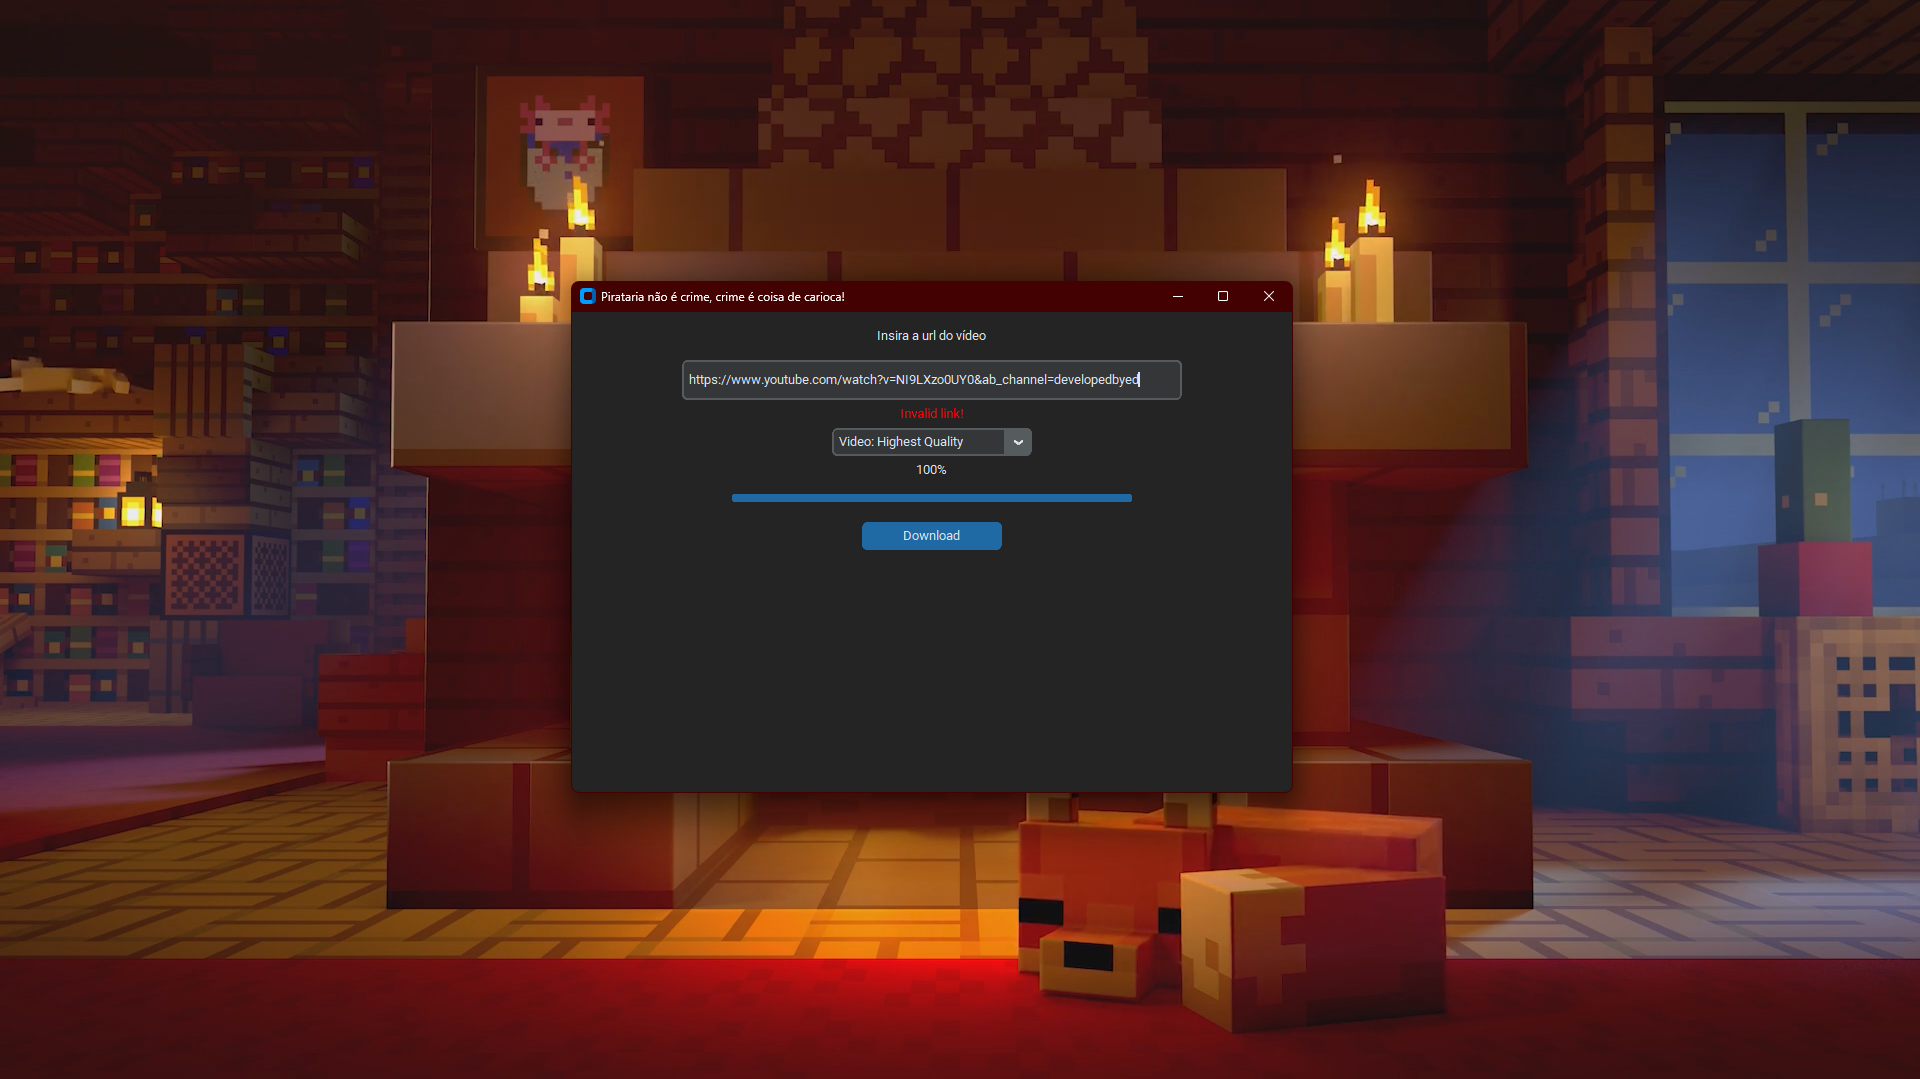 Pirataria não é crime, crime é coisa de carioca!
Insira a url do vídeo
https://www.youtube.com/watch?v=NI9LXzo0UY0&ab_channel=developedbyed
Invalid link!
Video: Highest Quality
100%
Download